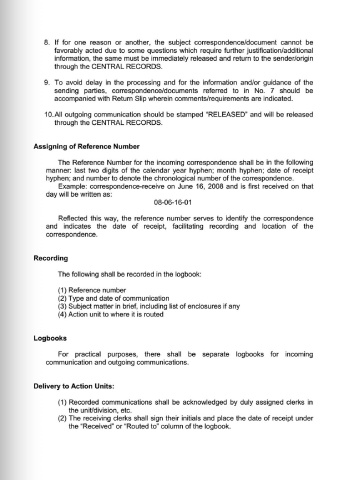 8. If for one reason or another, the subject correspondence/document cannot be
favorably acted due to some questions which require further justification/additional
information, the same must be immediately released and return to the sender/origin
through the CENTRAL RECORDS.
9. To avoid delay in the processing and for the information and/or guidance of the
sending parties, correspondence/documents referred to in No. 7 should be
accompanied with Return Slip wherein comments/requirements are indicated.
10.All outgoing communication should be stamped "RELEASED" and will be released
through the CENTRAL RECORDS.
Assigning of Reference Number
The Reference Number for the incoming correspondence shall be in the following
manner: last two digits of the calendar year hyphen; month hyphen; date of receipt
hyphen; and number to denote the chronological number of the correspondence.
Example: correspondence-receive on June 16, 2008 and is first received on that
day will be written as:
08-06-16-01
Reflected this way, the reference number serves to identify the correspondence
and indicates the date of receipt, facilitating recording and location of the
correspondence.
Recording
The following shall be recorded in the logbook:
(1) Reference number
(2) Type and date of communication
(3) Subject matter in brief, including list of enclosures if any
(4) Action unit to where it is routed
Logbooks
For practical purposes, there shall be separate logbooks for incoming
communication and outgoing communications.
Delivery to Action Units:
(1) Recorded communications shall be acknowledged by duly assigned clerks in
the unit/division, etc.
(2) The receiving clerks shall sign their initials and place the date of receipt under
the "Received" or "Routed to" column of the logbook.